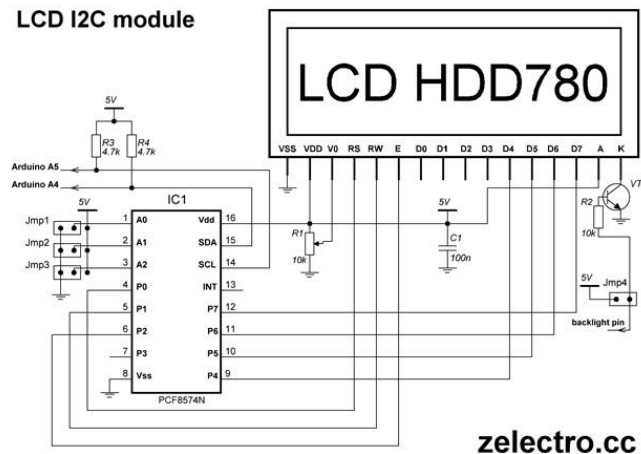 LCD I2C module
LCD HDD780
VSS VDD V0 RS RW E D0 D1 D2 D3 D4 D5 D6 D7 A K
5V
R3
4.7k
R4
4.7k
Arduino A5
Arduino A4
IC1
5V
Jmp1
Jmp2
Jmp3
1 A0 Vdd 16
2 A1 SDA 15
3 A2 SCL 14
4 P0 INT 13
5 P1 P7 12
6 P2 P6 11
7 P3 P5 10
8 Vss P4 9
PCF8574N
R1
10k
5V
C1
100n
VT
R2
10k
5V
Jmp4
backlight pin
zelectro.cc